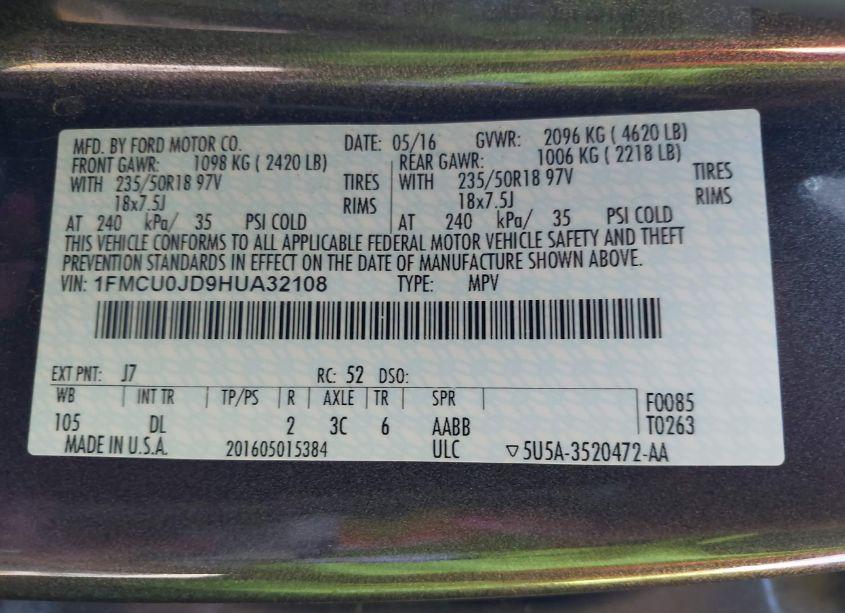 MFD. BY FORD MOTOR CO. DATE: 05/16 GVWR: 2096 KG ( 4620 LB)
FRONT GAWR: 1098 KG ( 2420 LB) REAR GAWR: 1006 KG ( 2218 LB)
WITH 235/50R18 97V TIRES WITH 235/50R18 97V TIRES
18x7.5J RIMS 18x7.5J RIMS
AT 240 kPa/ 35 PSI COLD AT 240 kPa/ 35 PSI COLD
THIS VEHICLE CONFORMS TO ALL APPLICABLE FEDERAL MOTOR VEHICLE SAFETY AND THEFT
PREVENTION STANDARDS IN EFFECT ON THE DATE OF MANUFACTURE SHOWN ABOVE.
VIN: 1FMCU0JD9HUA32108 TYPE: MPV
EXT PNT: J7 RC: 52 DSO:
WB INT TR TP/PS R AXLE TR SPR F0085
105 DL 2 3C 6 AABB T0263
MADE IN U.S.A. 201605015384 ULC ▽5U5A-3520472-AA